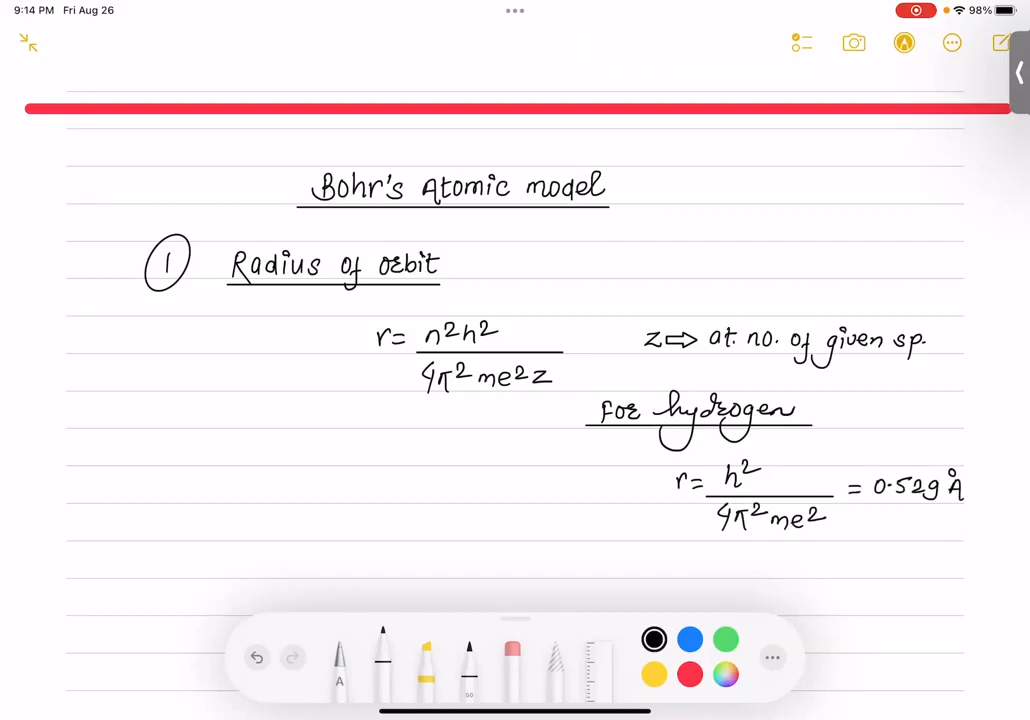 9:14 PM Fri Aug 26
98%
Bohr's Atomic model
1 Radius of orbit
r = n²h² / 4π²me²z
z ⇒ at. no. of given sp.
For hydrogen
r = h² / 4π²me² = 0.529 Å
A
50